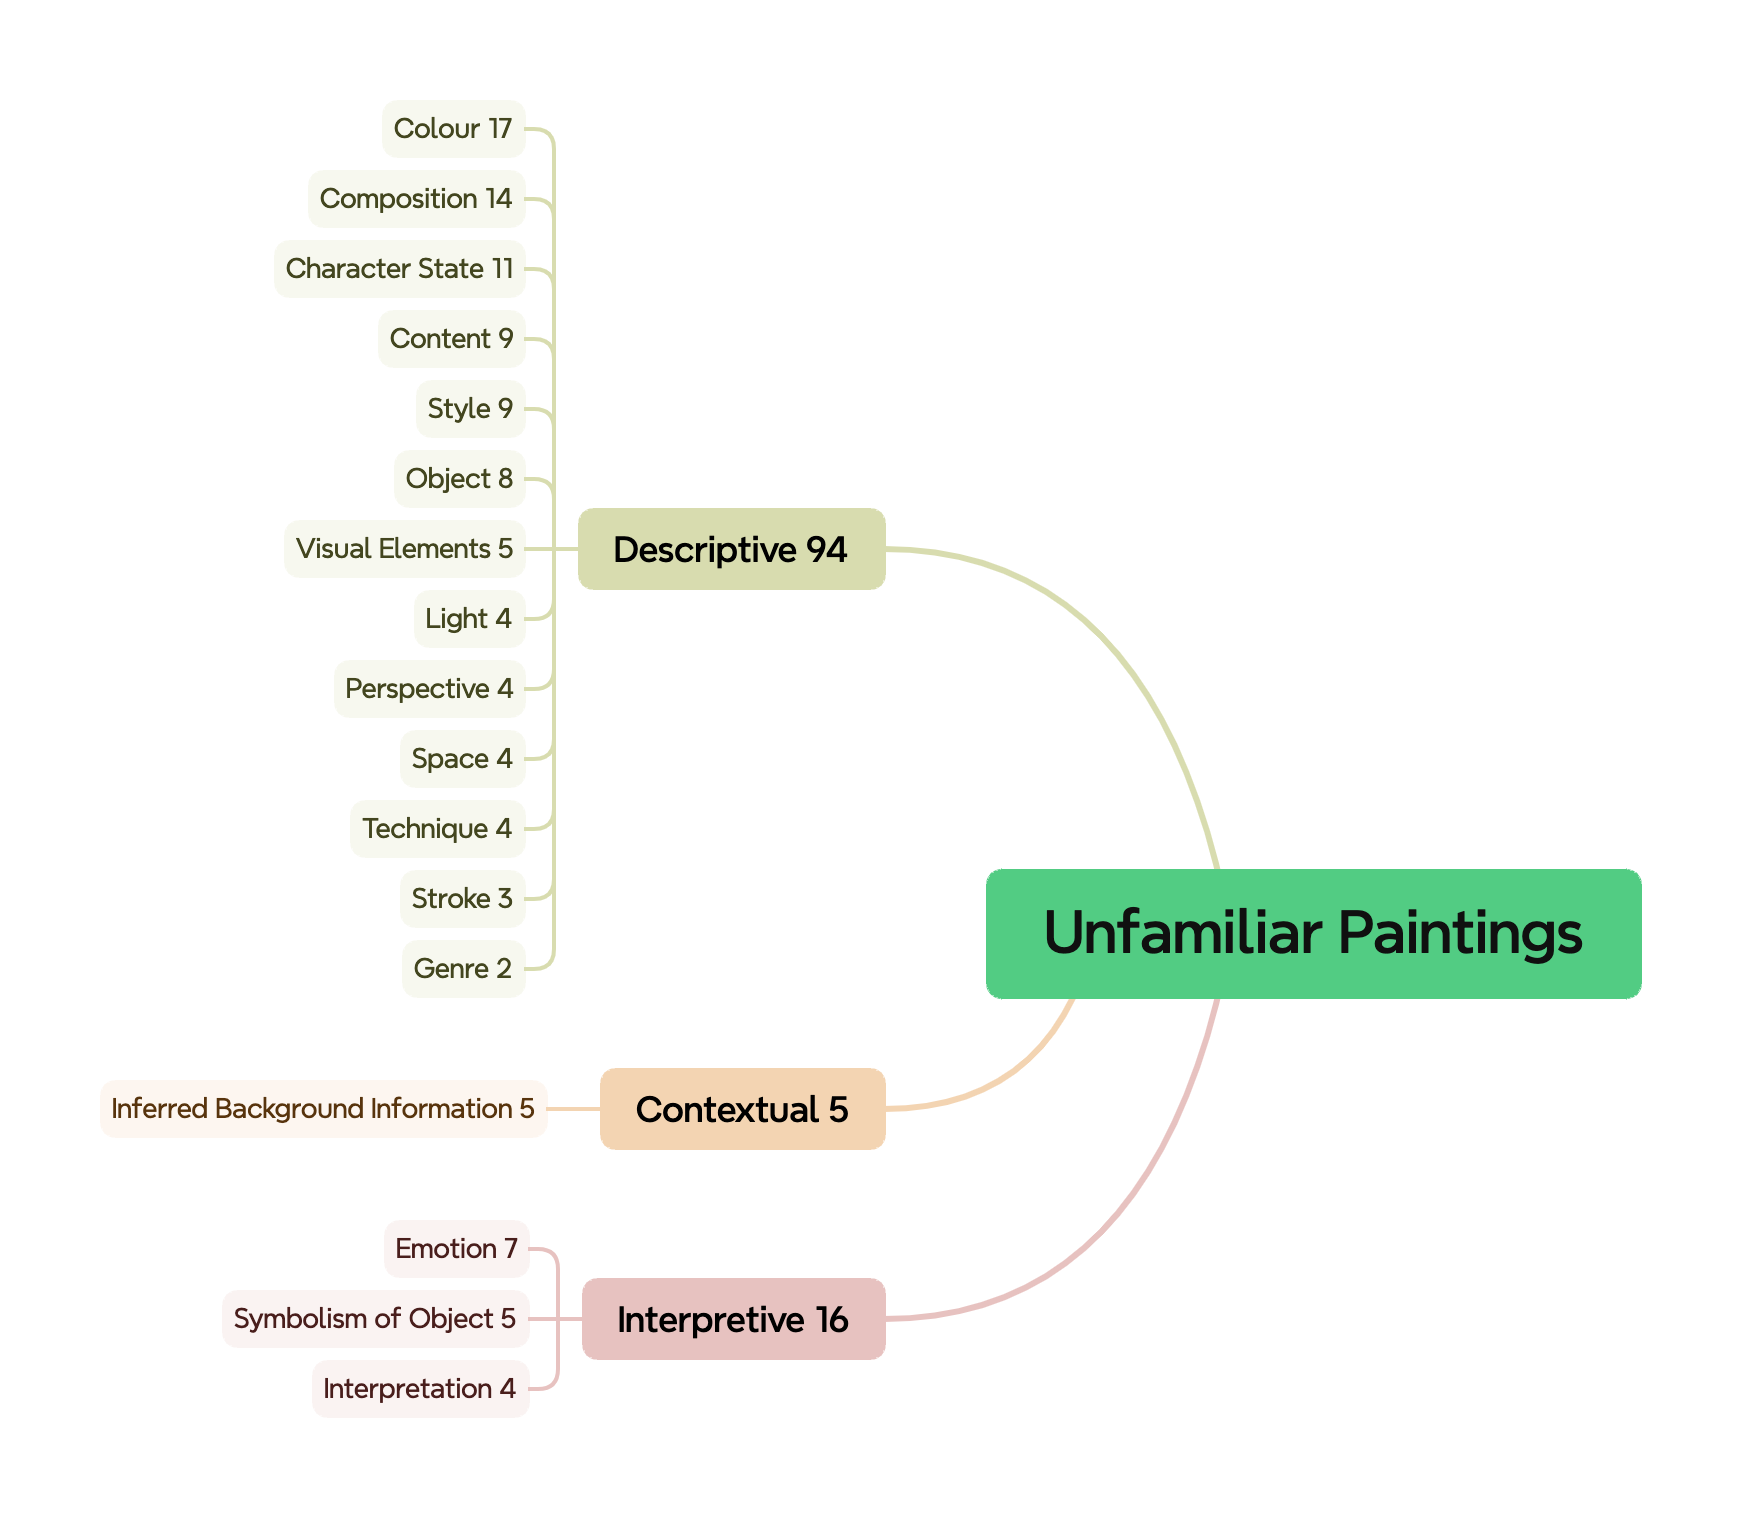 Colour 17
Composition 14
Character State 11
Content 9
Style 9
Object 8
Visual Elements 5
Light 4
Perspective 4
Space 4
Technique 4
Stroke 3
Genre 2
Descriptive 94
Unfamiliar Paintings
Inferred Background Information 5
Contextual 5
Emotion 7
Symbolism of Object 5
Interpretation 4
Interpretive 16